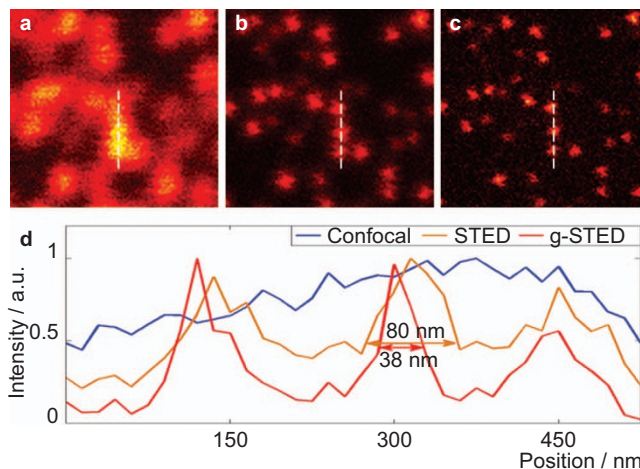 a b c
d
Confocal STED g-STED
1
0.5
0
Intensity / a.u.
80 nm
38 nm
150 300 450
Position / nm